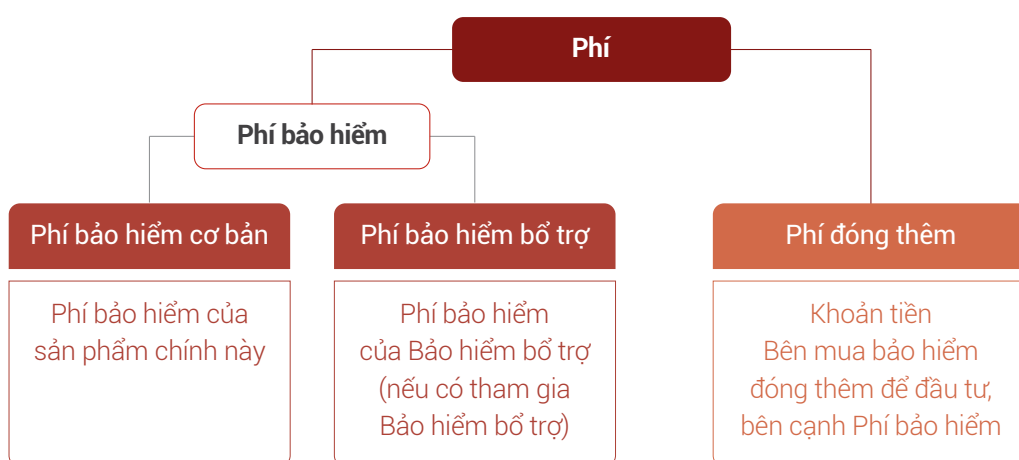 Phí
Phí bảo hiểm
Phí bảo hiểm cơ bản
Phí bảo hiểm của
sản phẩm chính này
Phí bảo hiểm bổ trợ
Phí bảo hiểm
của Bảo hiểm bổ trợ
(nếu có tham gia
Bảo hiểm bổ trợ)
Phí đóng thêm
Khoản tiền
Bên mua bảo hiểm
đóng thêm để đầu tư,
bên cạnh Phí bảo hiểm